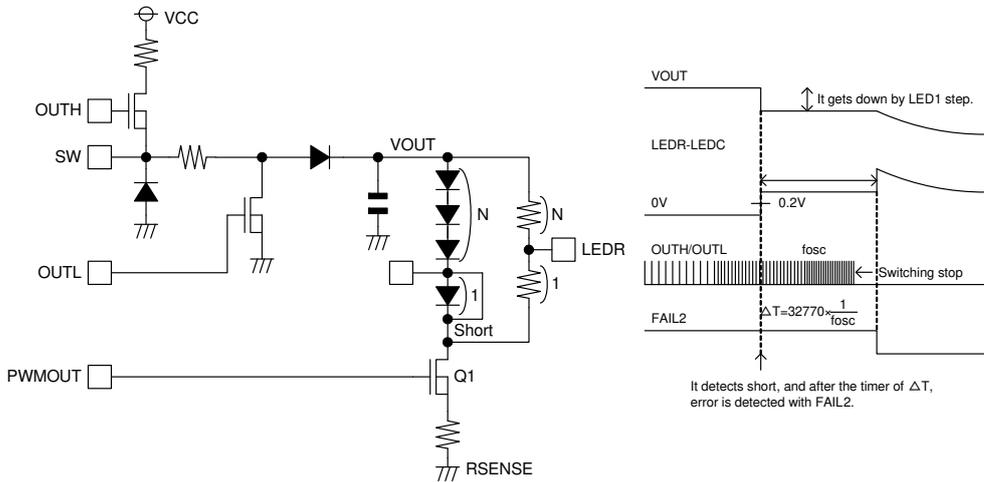 VCC
OUTH
SW
VOUT
N
N
LEDR
OUTL
1
1
Short
PWMOUT
Q1
RSENSE
VOUT
It gets down by LED1 step.
LEDR-LEDC
0V
0.2V
OUTH/OUTL
fosc
Switching stop
△T=32770×1/fosc
FAIL2
It detects short, and after the timer of △T,
error is detected with FAIL2.